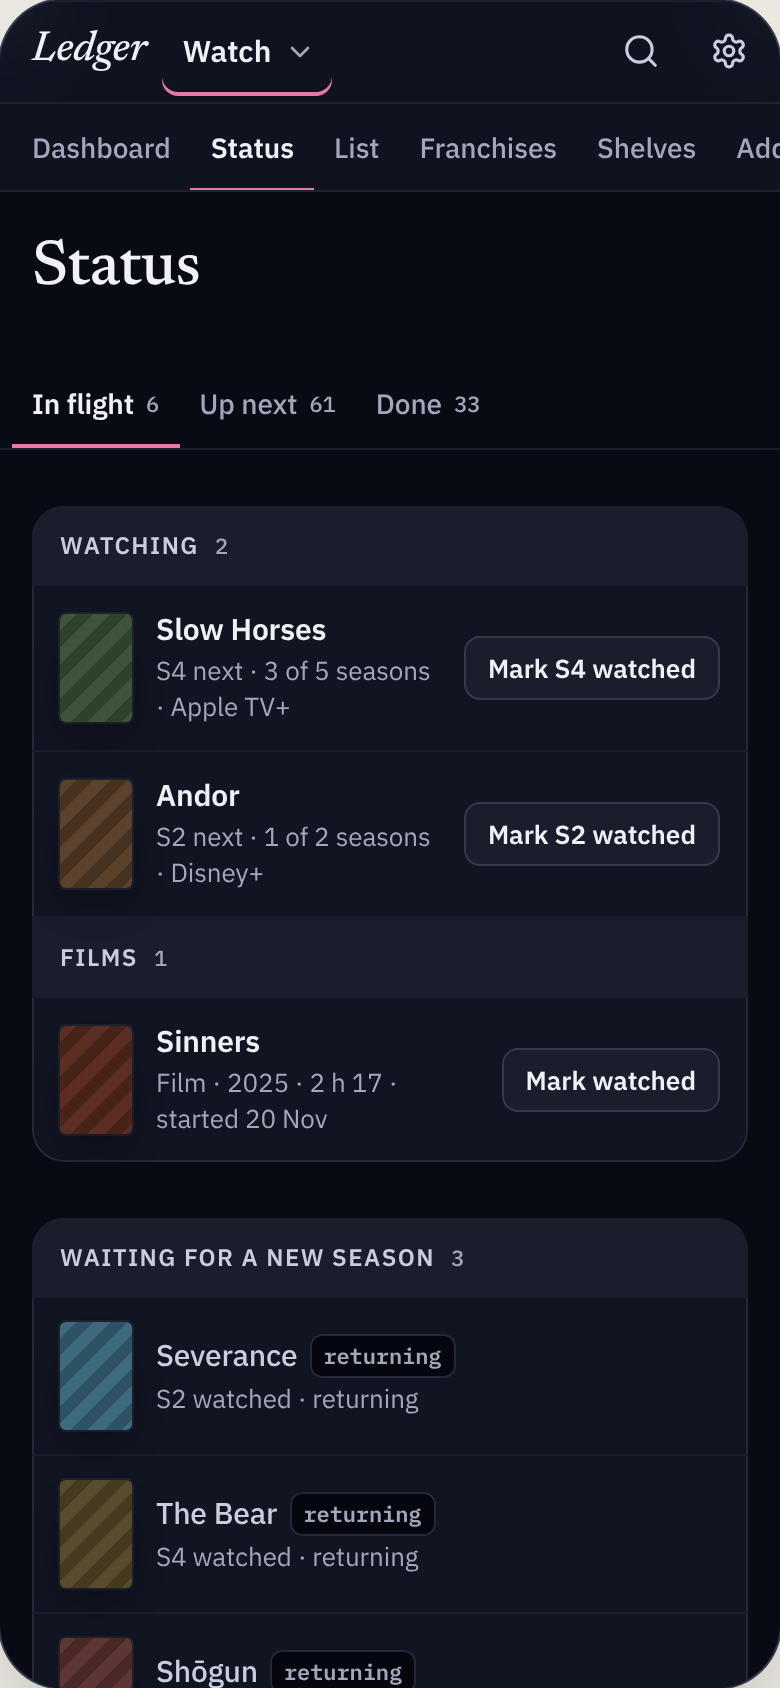 Ledger Watch
Dashboard Status List Franchises Shelves
Status
In flight 6 Up next 61 Done 33
WATCHING 2
Slow Horses
S4 next · 3 of 5 seasons
· Apple TV+
Mark S4 watched
Andor
S2 next · 1 of 2 seasons
· Disney+
Mark S2 watched
FILMS 1
Sinners
Film · 2025 · 2 h 17 ·
started 20 Nov
Mark watched
WAITING FOR A NEW SEASON 3
Severance returning
S2 watched · returning
The Bear returning
S4 watched · returning
Shōgun returning